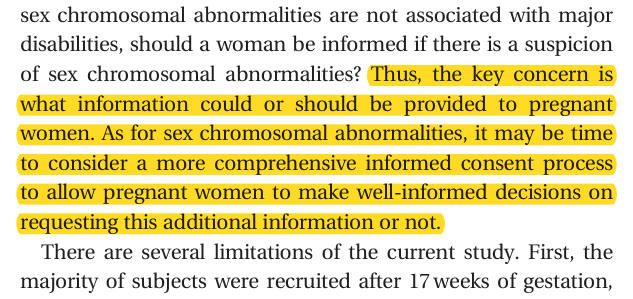 sex chromosomal abnormalities are not associated with major
disabilities, should a woman be informed if there is a suspicion
of sex chromosomal abnormalities? Thus, the key concern is
what information could or should be provided to pregnant
women. As for sex chromosomal abnormalities, it may be time
to consider a more comprehensive informed consent process
to allow pregnant women to make well-informed decisions on
requesting this additional information or not.
There are several limitations of the current study. First, the
majority of subjects were recruited after 17 weeks of gestation,